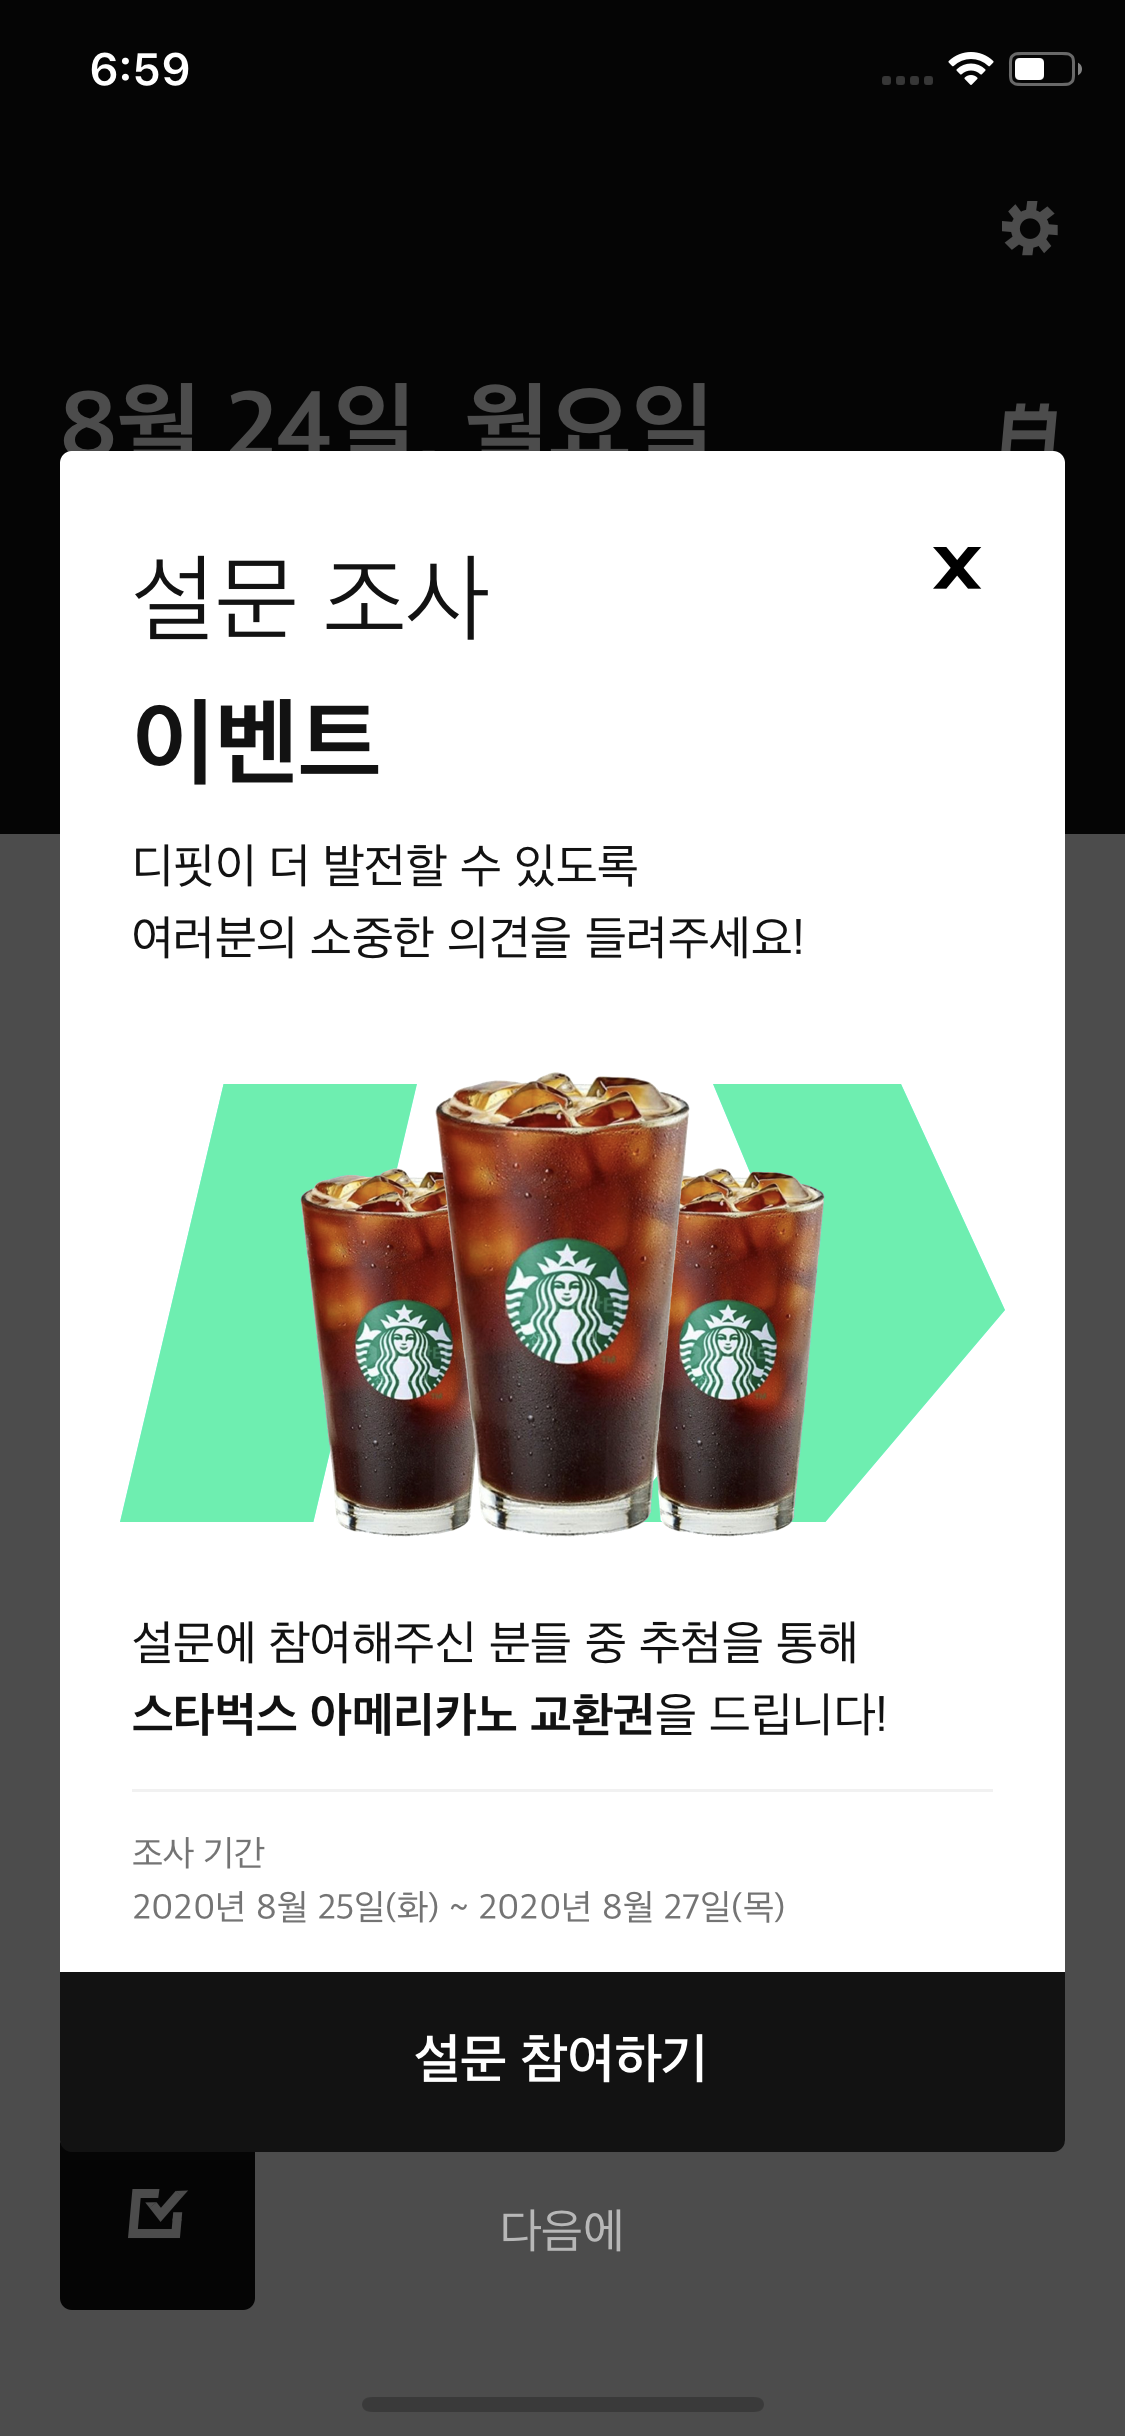 6:59
8월 24일, 월요일
설문 조사
이벤트
디핏이 더 발전할 수 있도록
여러분의 소중한 의견을 들려주세요!
설문에 참여해주신 분들 중 추첨을 통해
스타벅스 아메리카노 교환권을 드립니다!
조사 기간
2020년 8월 25일(화) ~ 2020년 8월 27일(목)
설문 참여하기
다음에